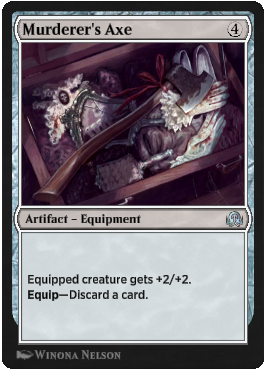 Murderer's Axe 4
Artifact – Equipment
Equipped creature gets +2/+2.
Equip—Discard a card.
Winona Nelson